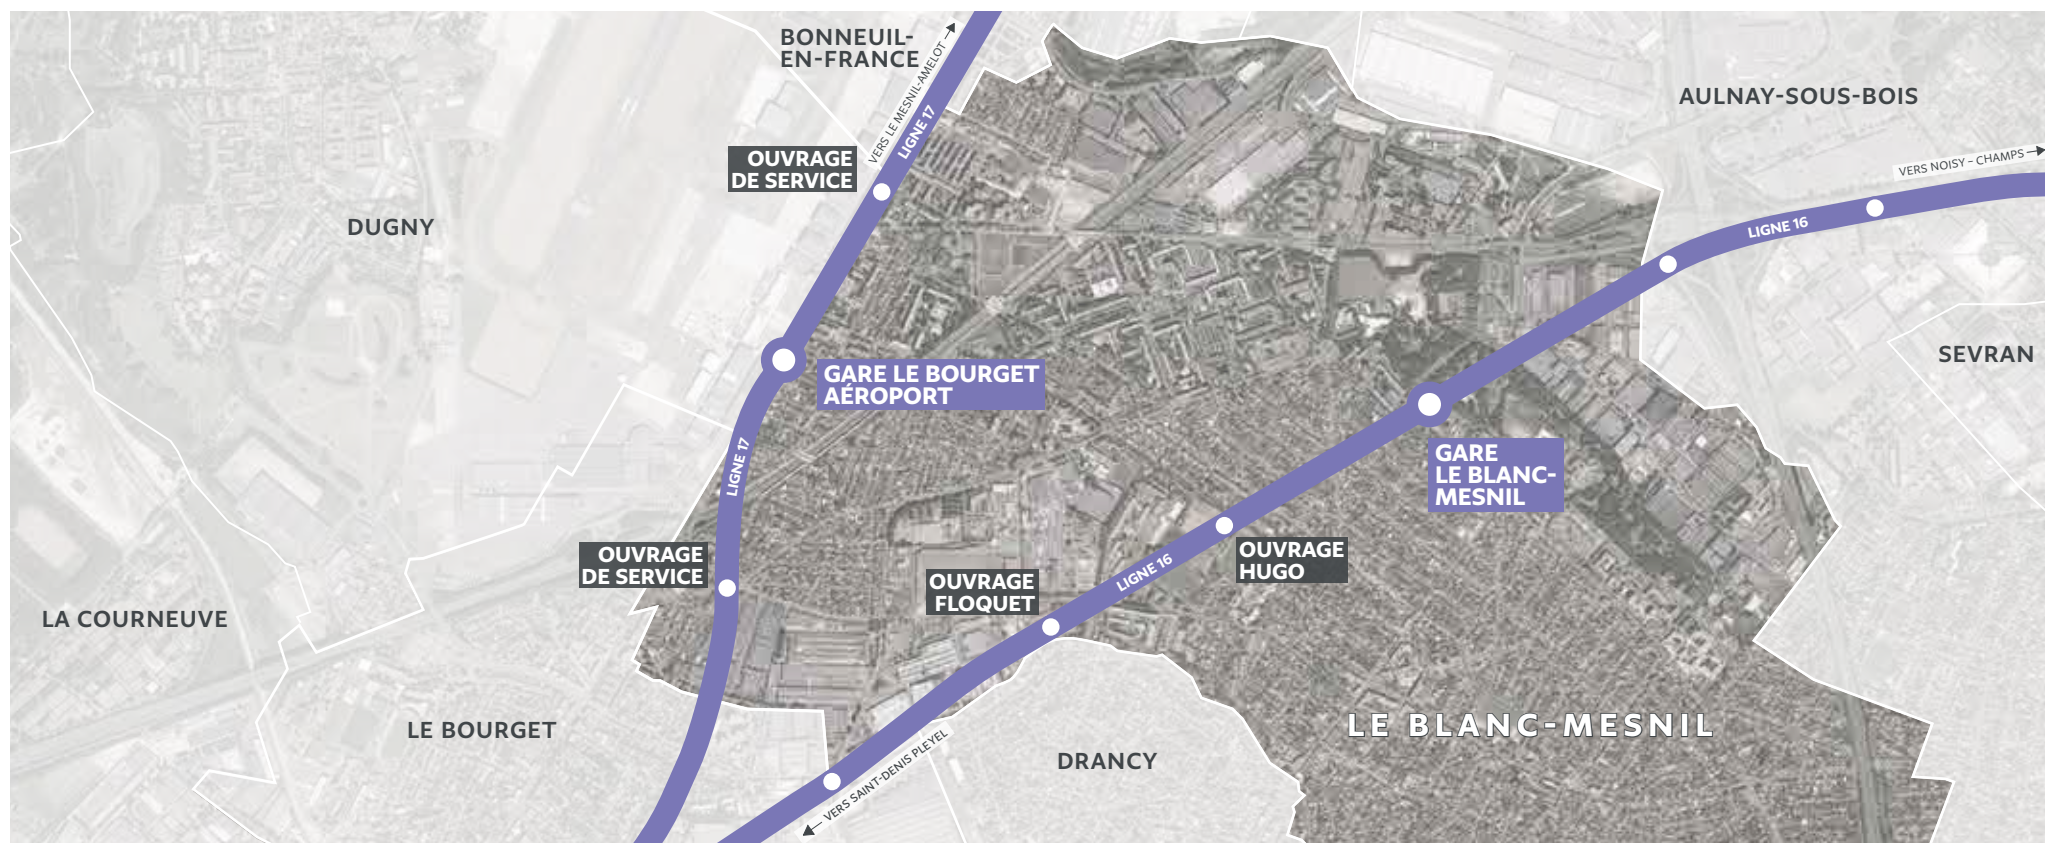 BONNEUIL-
EN-FRANCE
VERS LE MESNIL-AMELOT
LIGNE 17
AULNAY-SOUS-BOIS
VERS NOISY – CHAMPS
OUVRAGE
DE SERVICE
DUGNY
LIGNE 16
SEVRAN
GARE LE BOURGET
AÉROPORT
LIGNE 17
GARE
LE BLANC-
MESNIL
OUVRAGE
DE SERVICE
OUVRAGE
HUGO
LIGNE 16
OUVRAGE
FLOQUET
LA COURNEUVE
LE BOURGET
LE BLANC-MESNIL
DRANCY
VERS SAINT-DENIS PLEYEL